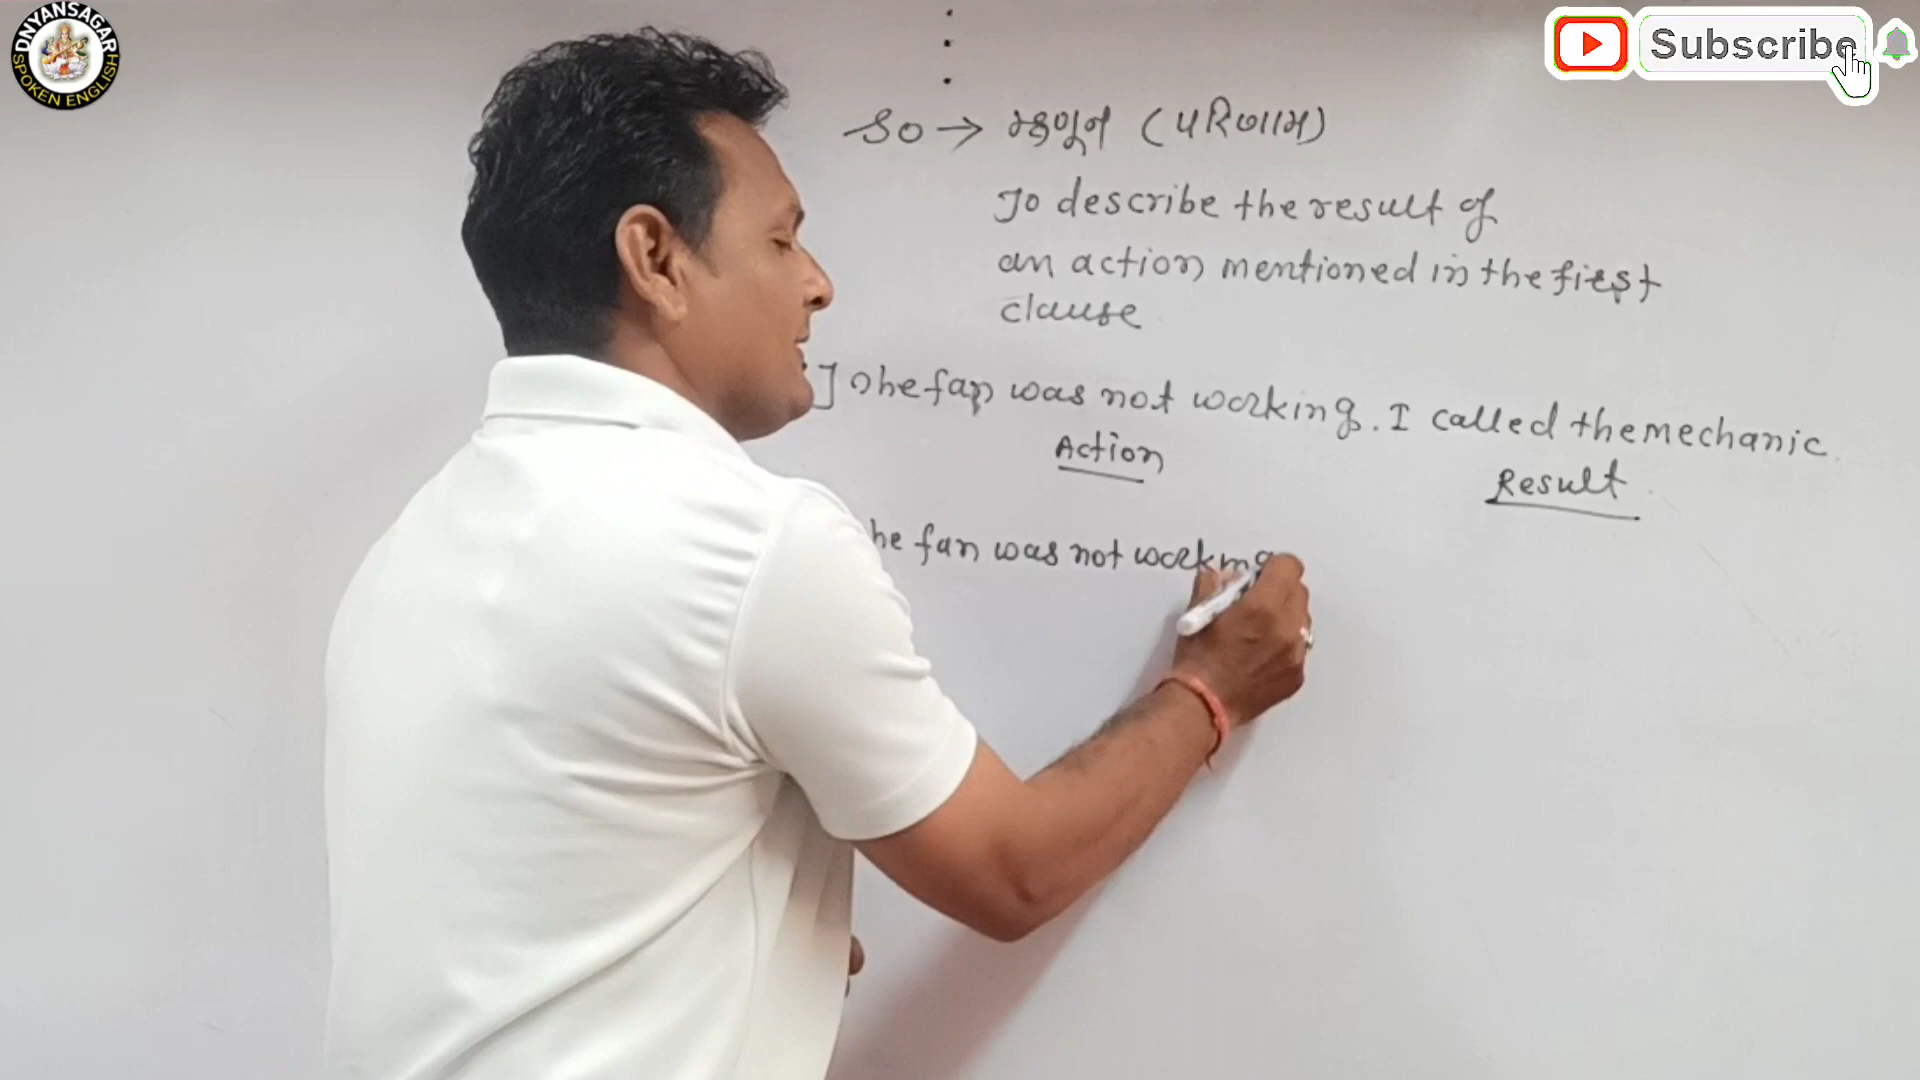 DNYANSAGAR
SPOKEN ENGLISH
Subscribe
So → म्हणून (परिणाम)
To describe the result of
an action mentioned in the first
clause
] The fan was not working. I called the mechanic.
Action
Result
he fan was not working